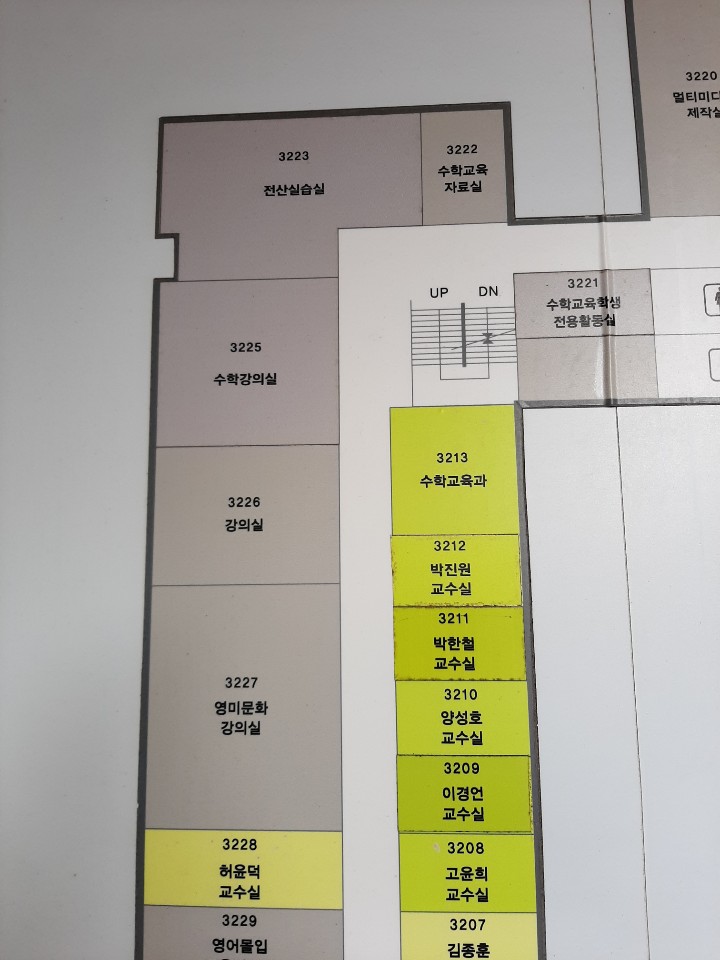 3220
제작실
3223
전산실습실
3222
수학교육
자료실
UP DN
3221
수학교육학생
전용활동실
3225
수학강의실
3213
수학교육과
3226
강의실
3212
박진원
교수실
3211
박한철
교수실
3227
영미문화
강의실
3210
양성호
교수실
3209
이경언
교수실
3228
허윤덕
교수실
3208
고윤희
교수실
3229
영어몰입
3207
김종훈